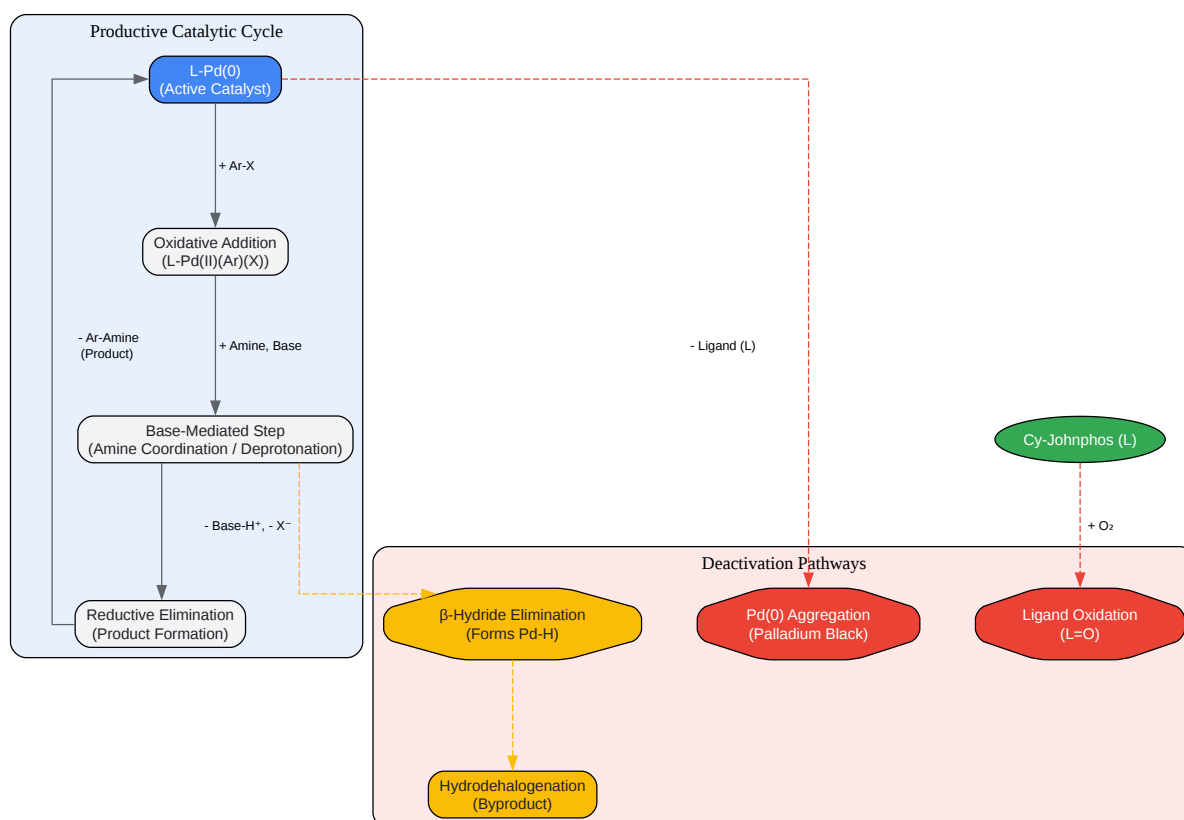 Productive Catalytic Cycle
L-Pd(0)
(Active Catalyst)
+ Ar-X
Oxidative Addition
(L-Pd(II)(Ar)(X))
- Ar-Amine
(Product)
+ Amine, Base
- Ligand (L)
Base-Mediated Step
(Amine Coordination / Deprotonation)
Cy-Johnphos (L)
- Base-H⁺, - X⁻
+ O₂
Deactivation Pathways
Reductive Elimination
(Product Formation)
β-Hydride Elimination
(Forms Pd-H)
Pd(0) Aggregation
(Palladium Black)
Ligand Oxidation
(L=O)
Hydrodehalogenation
(Byproduct)